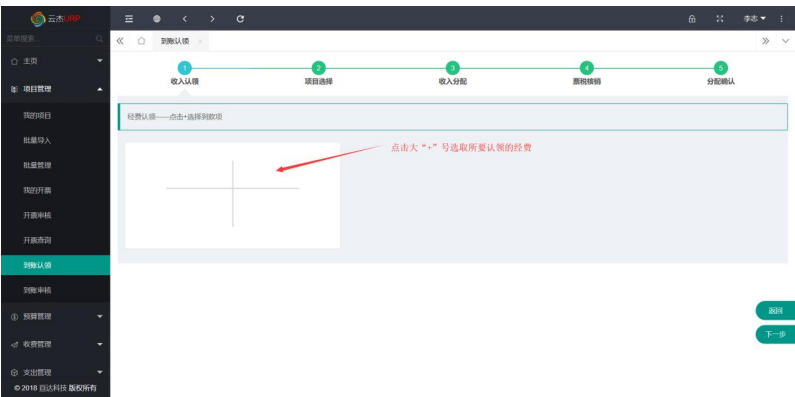 云杰URP
李志
菜单搜索...
到账认领
主页
项目管理
我的项目
批量导入
批量管理
我的开票
开票审核
开票查询
到账认领
到账审核
预算管理
收费管理
支出管理
© 2018 百达科技 版权所有
1 2 3 4 5
收入认领 项目选择 收入分配 票税核销 分配确认
经费认领——点击+选择到款项
点击大“+”号选取所要认领的经费
返回
下一步